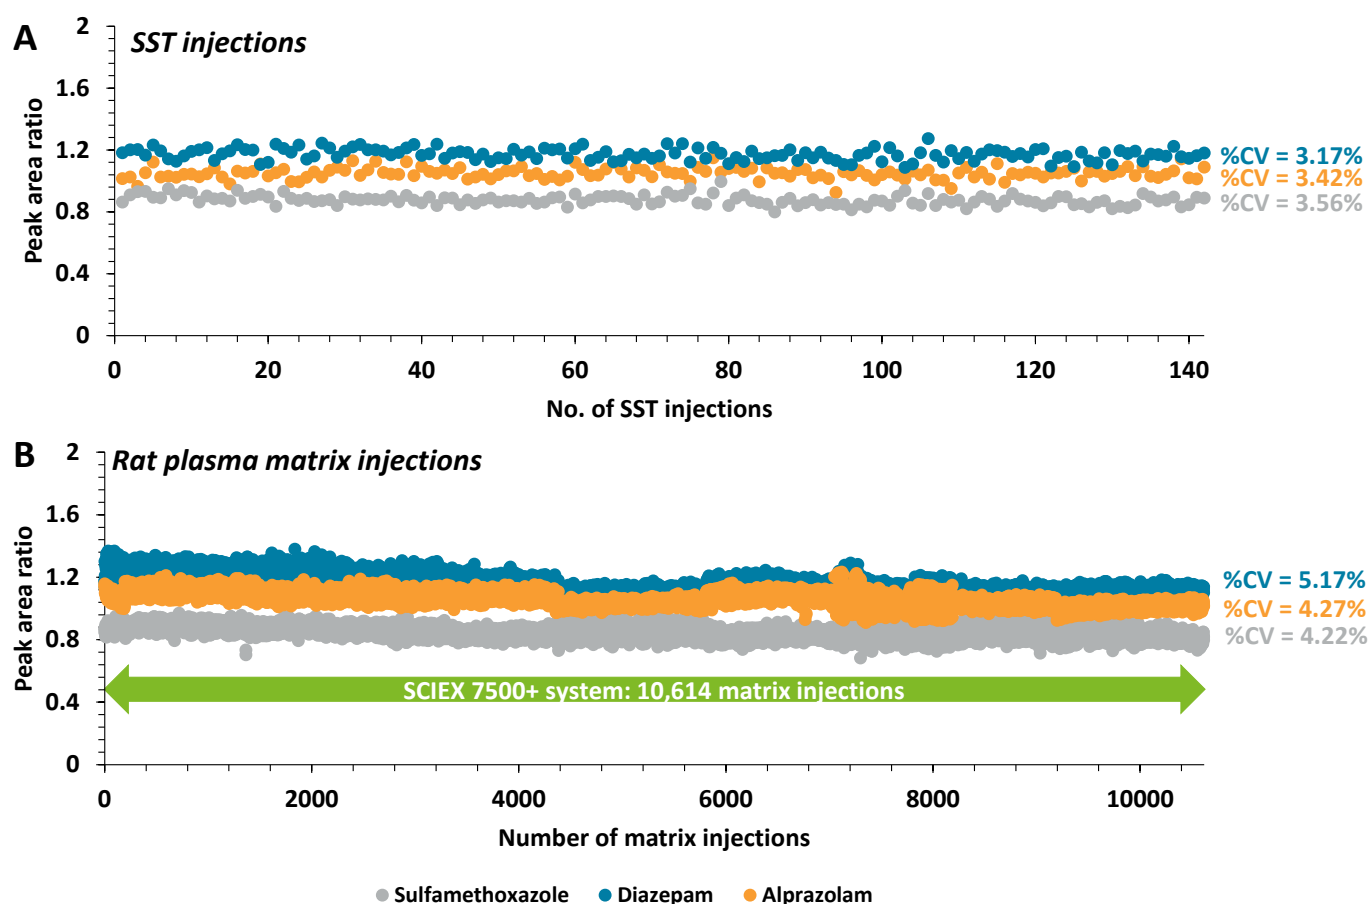 A
SST injections
2
1.6
1.2
0.8
0.4
0
Peak area ratio
%CV = 3.17%
%CV = 3.42%
%CV = 3.56%
0 20 40 60 80 100 120 140
No. of SST injections
B
Rat plasma matrix injections
2
1.6
1.2
0.8
0.4
0
Peak area ratio
%CV = 5.17%
%CV = 4.27%
%CV = 4.22%
SCIEX 7500+ system: 10,614 matrix injections
0 2000 4000 6000 8000 10000
Number of matrix injections
Sulfamethoxazole Diazepam Alprazolam